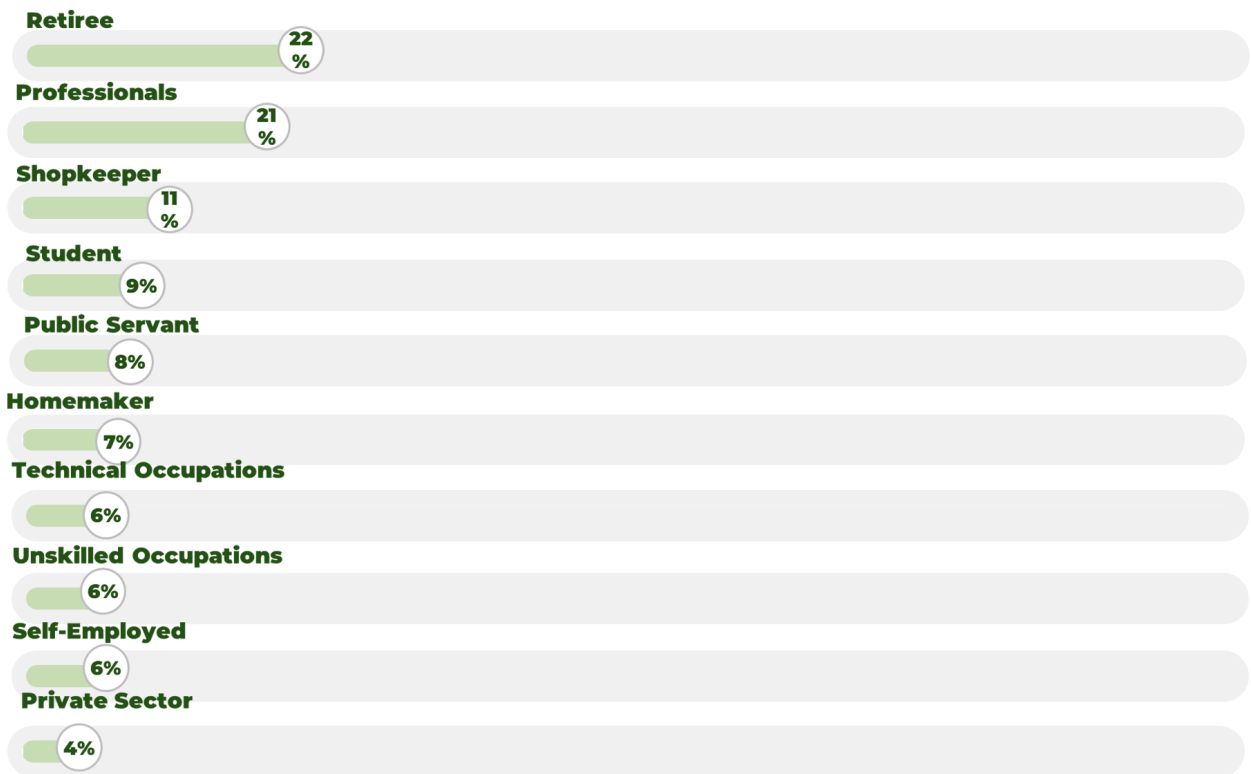 Retiree
22
%
Professionals
21
%
Shopkeeper
11
%
Student
9%
Public Servant
8%
Homemaker
7%
Technical Occupations
6%
Unskilled Occupations
6%
Self-Employed
6%
Private Sector
4%